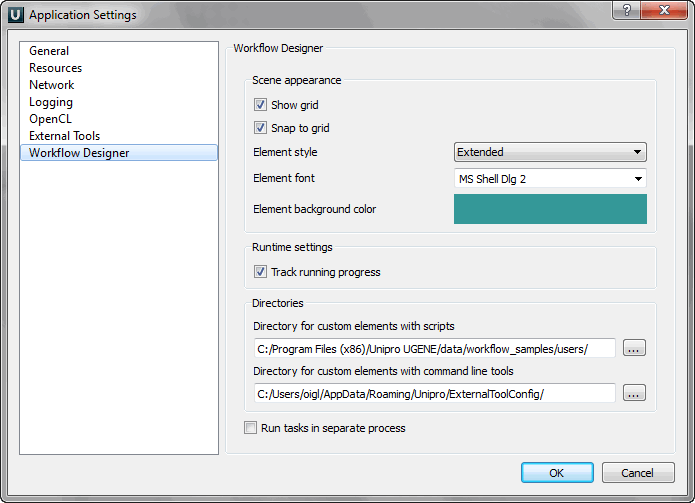 Application Settings
General
Resources
Network
Logging
OpenCL
External Tools
Workflow Designer
Workflow Designer
Scene appearance
Show grid
Snap to grid
Element style
Extended
Element font
MS Shell Dlg 2
Element background color
Runtime settings
Track running progress
Directories
Directory for custom elements with scripts
C:/Program Files (x86)/Unipro UGENE/data/workflow_samples/users/
...
Directory for custom elements with command line tools
C:/Users/oigl/AppData/Roaming/Unipro/ExternalToolConfig/
...
Run tasks in separate process
OK
Cancel